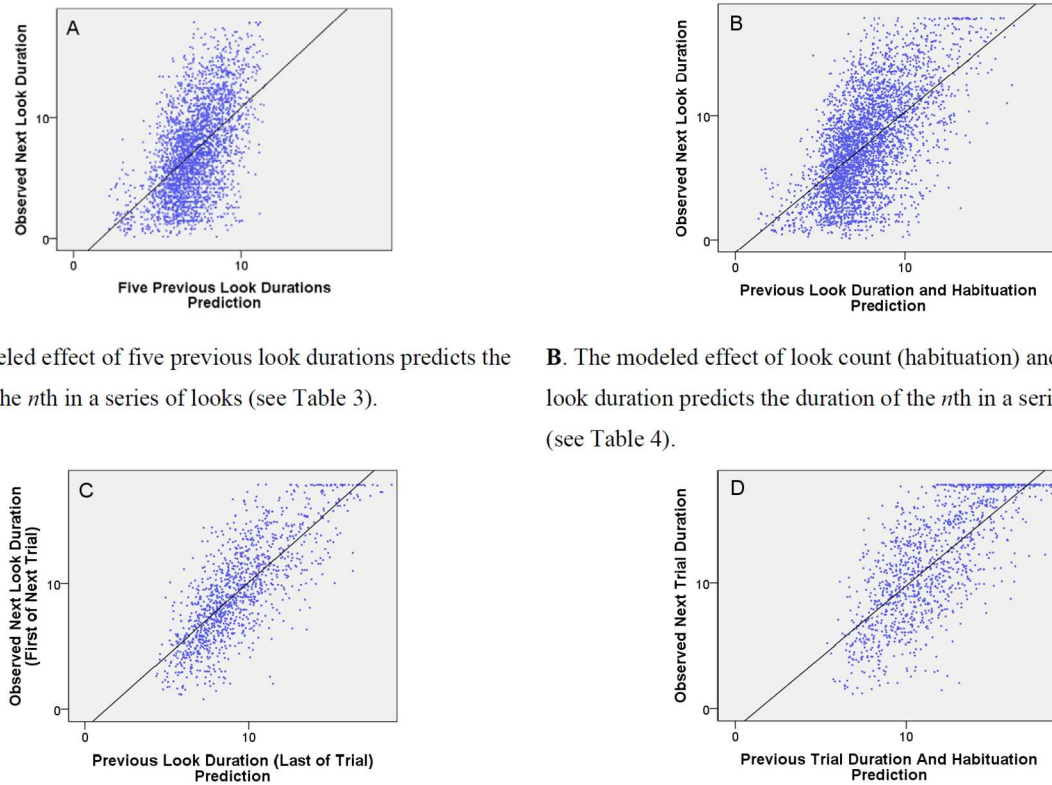 A
Observed Next Look Duration
10
0
0
10
Five Previous Look Durations
Prediction
B
Observed Next Look Duration
10
0
0
10
Previous Look Duration and Habituation
Prediction
eled effect of five previous look durations predicts the
he nth in a series of looks (see Table 3).
B. The modeled effect of look count (habituation) and
look duration predicts the duration of the nth in a seri
(see Table 4).
C
Observed Next Look Duration
(First of Next Trial)
10
0
0
10
Previous Look Duration (Last of Trial)
Prediction
D
Observed Next Trial Duration
10
0
0
10
Previous Trial Duration And Habituation
Prediction